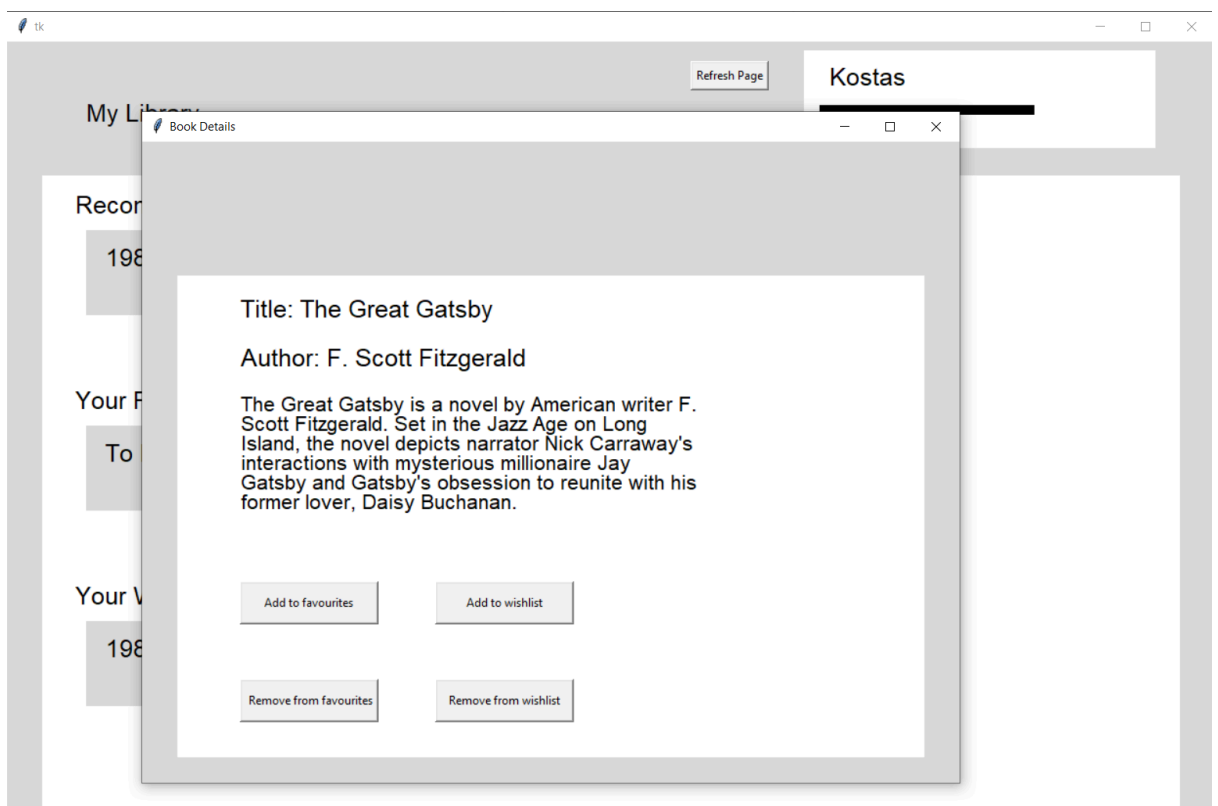 tk
Refresh Page
Kostas
My Library
Book Details
Recor
198
Title: The Great Gatsby
Author: F. Scott Fitzgerald
The Great Gatsby is a novel by American writer F.
Scott Fitzgerald. Set in the Jazz Age on Long
Island, the novel depicts narrator Nick Carraway's
interactions with mysterious millionaire Jay
Gatsby and Gatsby's obsession to reunite with his
former lover, Daisy Buchanan.
Your F
To
Your W
198
Add to favourites
Add to wishlist
Remove from favourites
Remove from wishlist